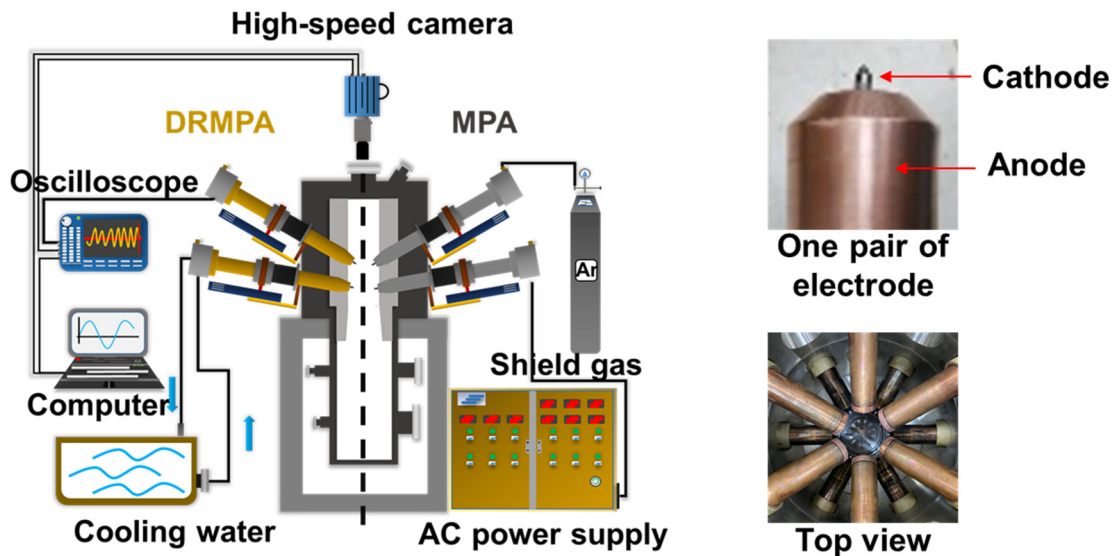 High-speed camera
DRMPA
MPA
Oscilloscope
Ar
Computer
Shield gas
Cooling water
AC power supply
Cathode
Anode
One pair of
electrode
Top view